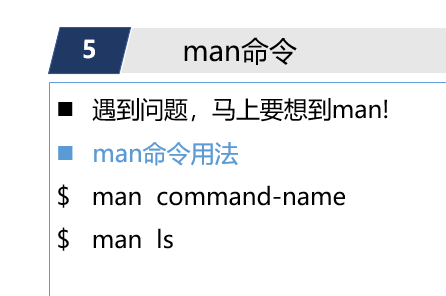 5 man命令
■ 遇到问题，马上要想到man!
■ man命令用法
$ man command-name
$ man ls